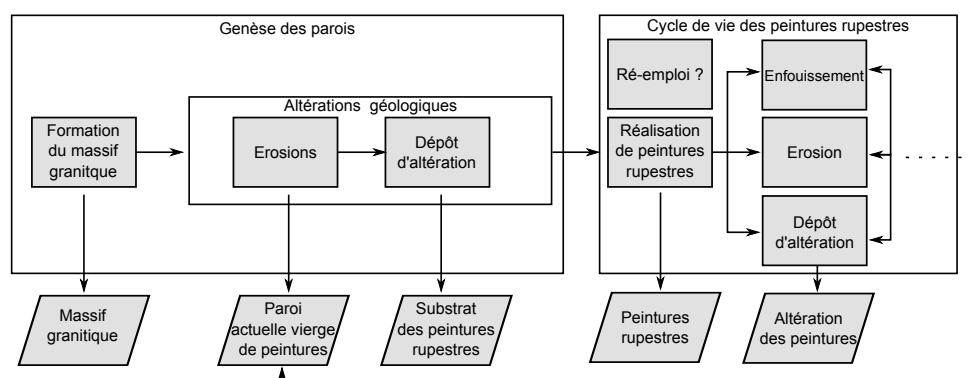 Genèse des parois
Altérations géologiques
Formation
du massif
granitque
Erosions
Dépôt
d'altération
Massif
granitique
Paroi
actuelle vierge
de peintures
Substrat
des peintures
rupestres
Cycle de vie des peintures rupestres
Ré-emploi ?
Enfouissement
Réalisation
de peintures
rupestres
Erosion
Dépôt
d'altération
Peintures
rupestres
Altération
des peintures